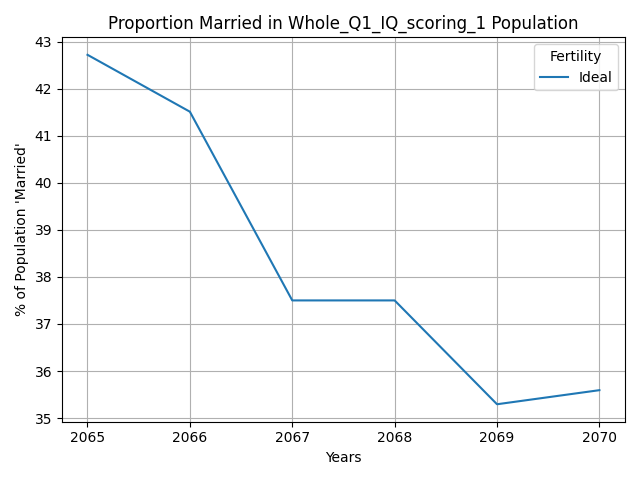 Proportion Married in Whole_Q1_IQ_scoring_1 Population
43
42
41
40
39
38
37
36
35
% of Population 'Married'
Fertility
Ideal
2065 2066 2067 2068 2069 2070
Years